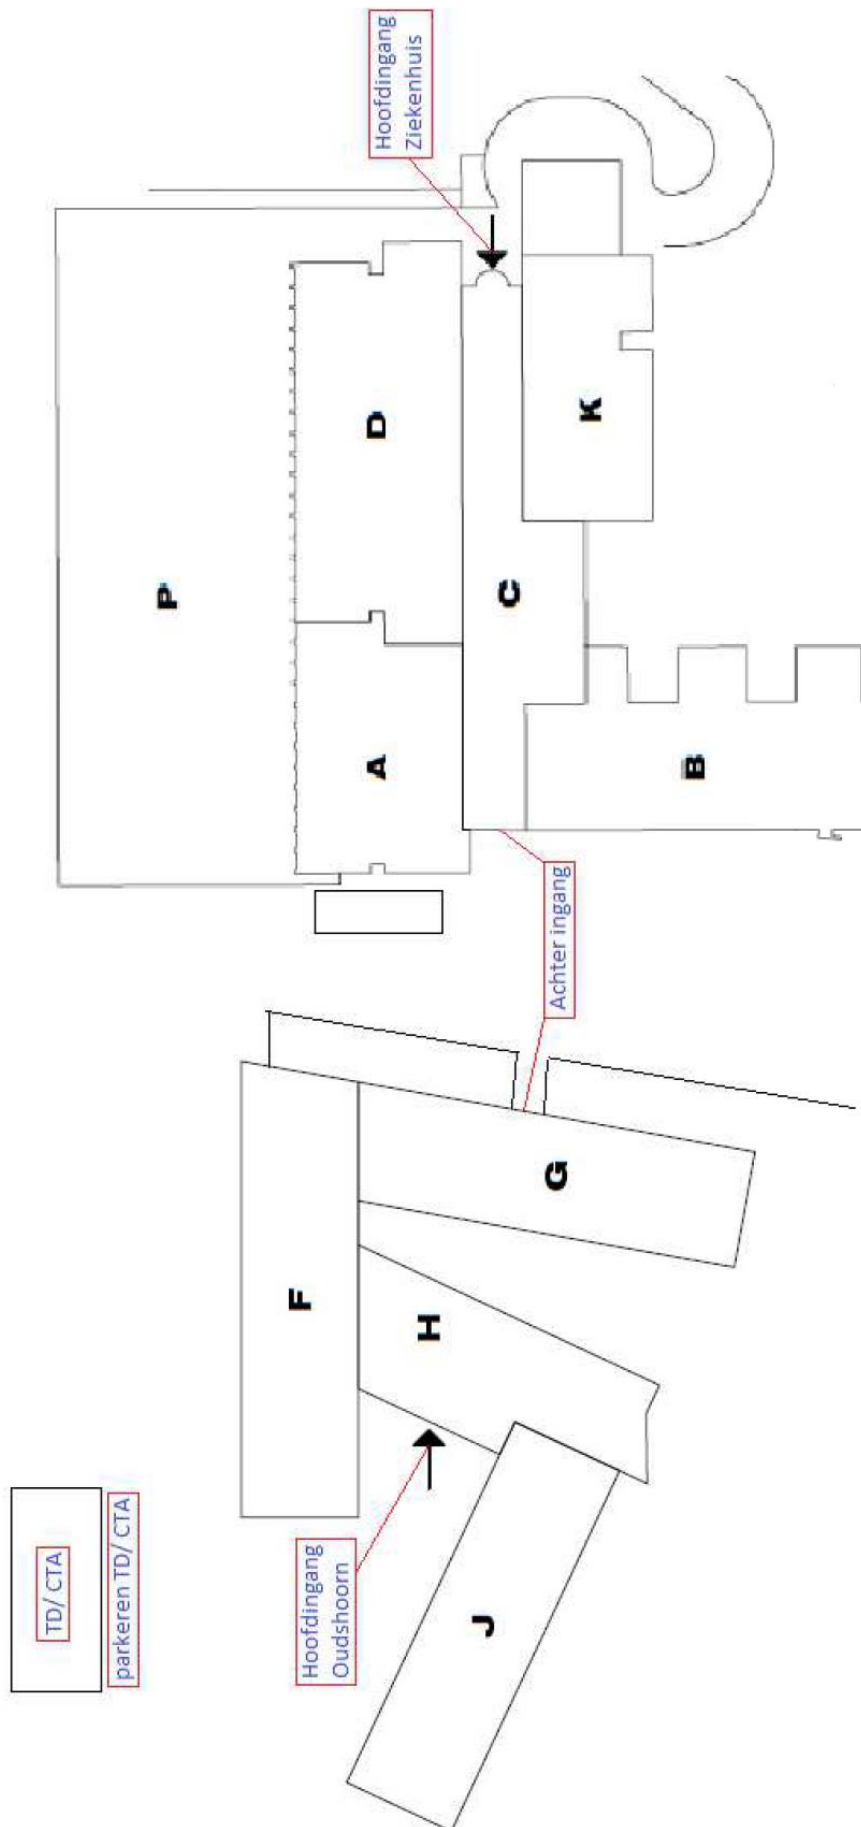 TD/ CTA
parkeren TD/ CTA
Hoofdingang
Oudshoorn
J
H
F
G
Achter ingang
P
A
D
B
C
K
Hoofdingang
Ziekenhuis